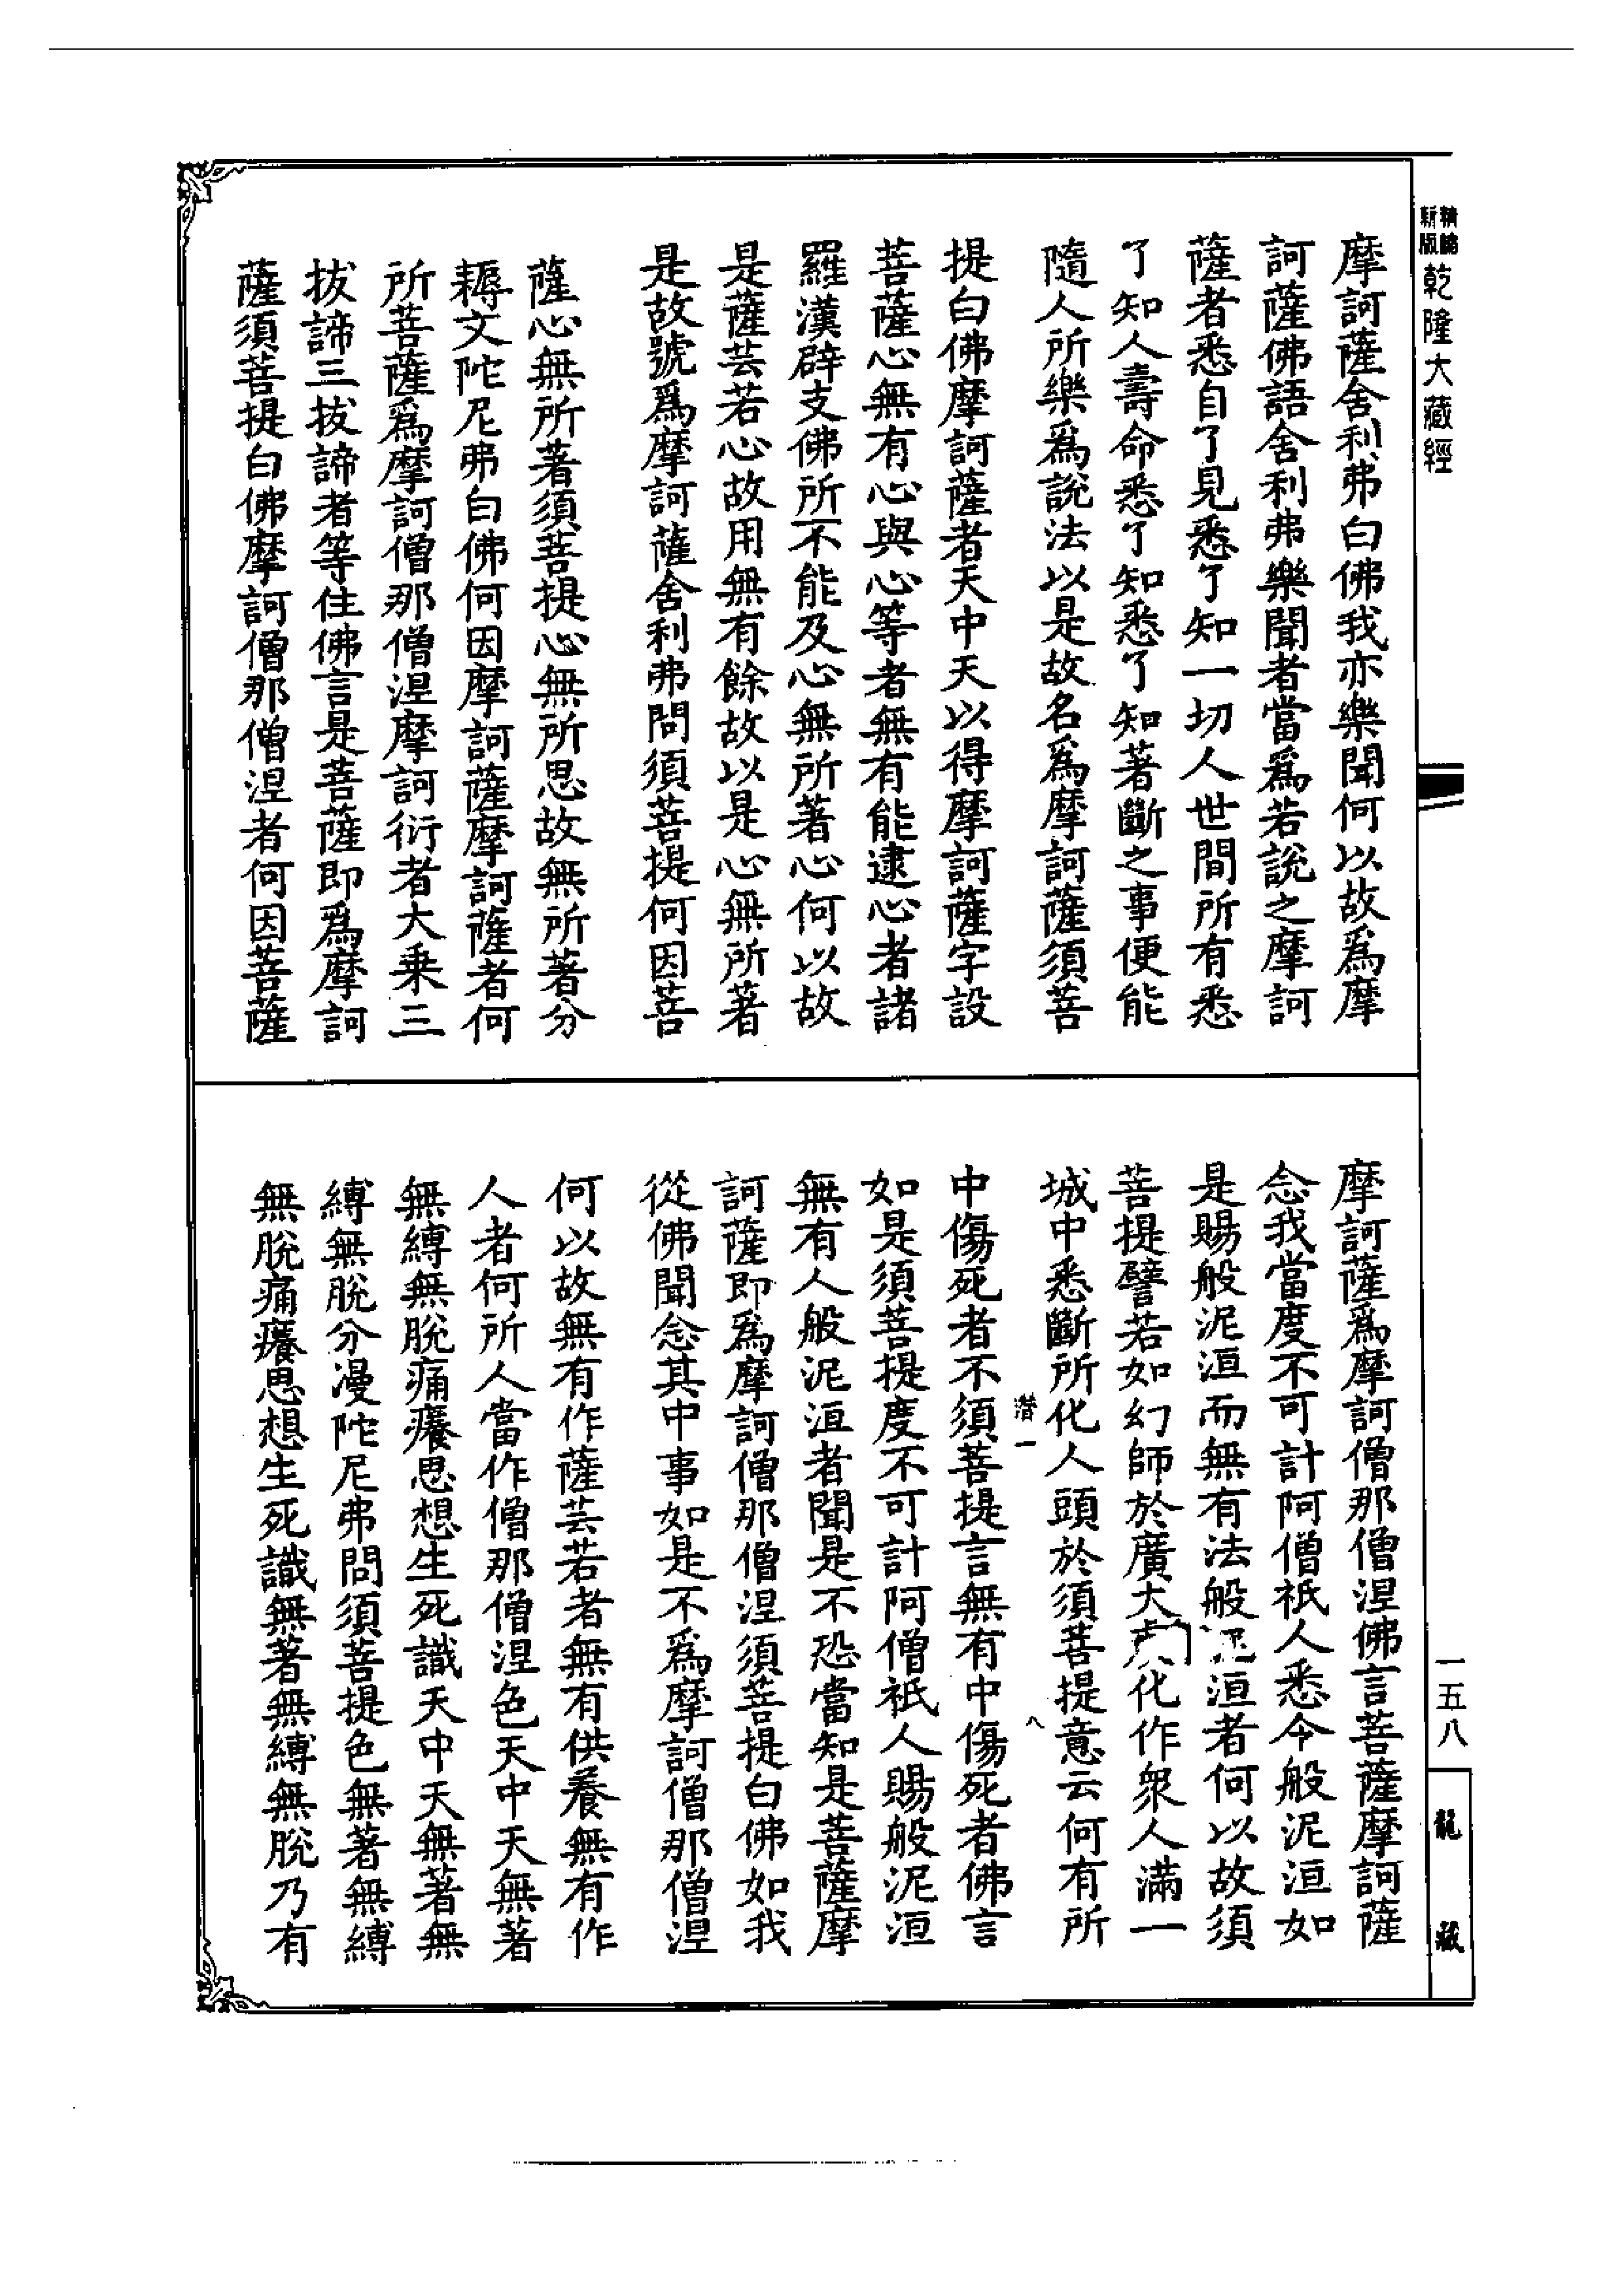 精編
新版
乾隆大藏經
摩訶薩舍利弗白佛我亦樂聞何以故爲摩
訶薩佛語舍利弗樂聞者當爲若說之摩訶
薩者悉自了見悉了知一切人世間所有悉
了知人壽命悉了知悉了知著斷之事便能
隨人所樂爲說法以是故名爲摩訶薩須菩
提白佛摩訶薩者天中天以得摩訶薩字設
菩薩心無有心與心等者無有能逮心者諸
羅漢辟支佛所不能及心無所著心何以故
是薩芸若心故用無有餘故以是心無所著
是故號爲摩訶薩舍利弗問須菩提何因菩
薩心無所著須菩提心無所思故無所著分
耨文陀尼弗白佛何因摩訶薩摩訶薩者何
所菩薩爲摩訶僧那僧涅摩訶衍者大乘三
拔諦三拔諦者等住佛言是菩薩即爲摩訶
薩須菩提白佛摩訶僧那僧涅者何因菩薩
摩訶薩爲摩訶僧那僧涅佛言菩薩摩訶薩
念我當度不可計阿僧祇人悉令般泥洹如
是賜般泥洹而無有法般泥洹者何以故須
菩提譬若如幻師於廣大處化作眾人滿一
城中悉斷所化人頭於須菩提意云何有所
潛一
八
中傷死者不須菩提言無有中傷死者佛言
如是須菩提度不可計阿僧祇人賜般泥洹
無有人般泥洹者聞是不恐當知是菩薩摩
訶薩即爲摩訶僧那僧涅須菩提白佛如我
從佛聞念其中事如是不爲摩訶僧那僧涅
何以故無有作薩芸若者無有供養無有作
人者何所人當作僧那僧涅色天中天無著
無縛無脫痛癢思想生死識天中天無著無
縛無脫分漫陀尼弗問須菩提色無著無縛
無脫痛癢思想生死識無著無縛無脫乃有
一五八
龍藏